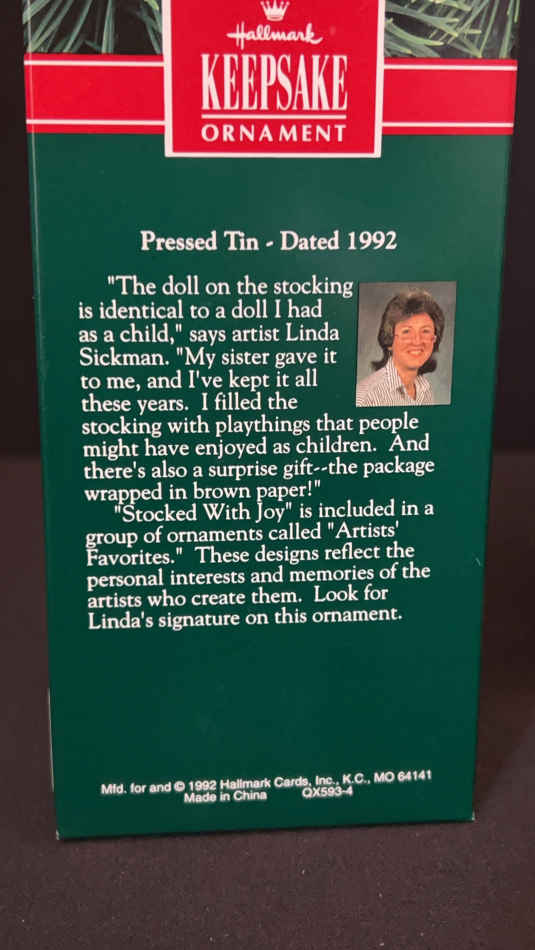 Hallmark
KEEPSAKE
ORNAMENT
Pressed Tin - Dated 1992
"The doll on the stocking
is identical to a doll I had
as a child," says artist Linda
Sickman. "My sister gave it
to me, and I've kept it all
these years. I filled the
stocking with playthings that people
might have enjoyed as children. And
there's also a surprise gift--the package
wrapped in brown paper!"
"Stocked With Joy" is included in a
group of ornaments called "Artists'
Favorites." These designs reflect the
personal interests and memories of the
artists who create them. Look for
Linda's signature on this ornament.
Mfd. for and © 1992 Hallmark Cards, Inc., K.C., MO 64141
Made in China QX593-4